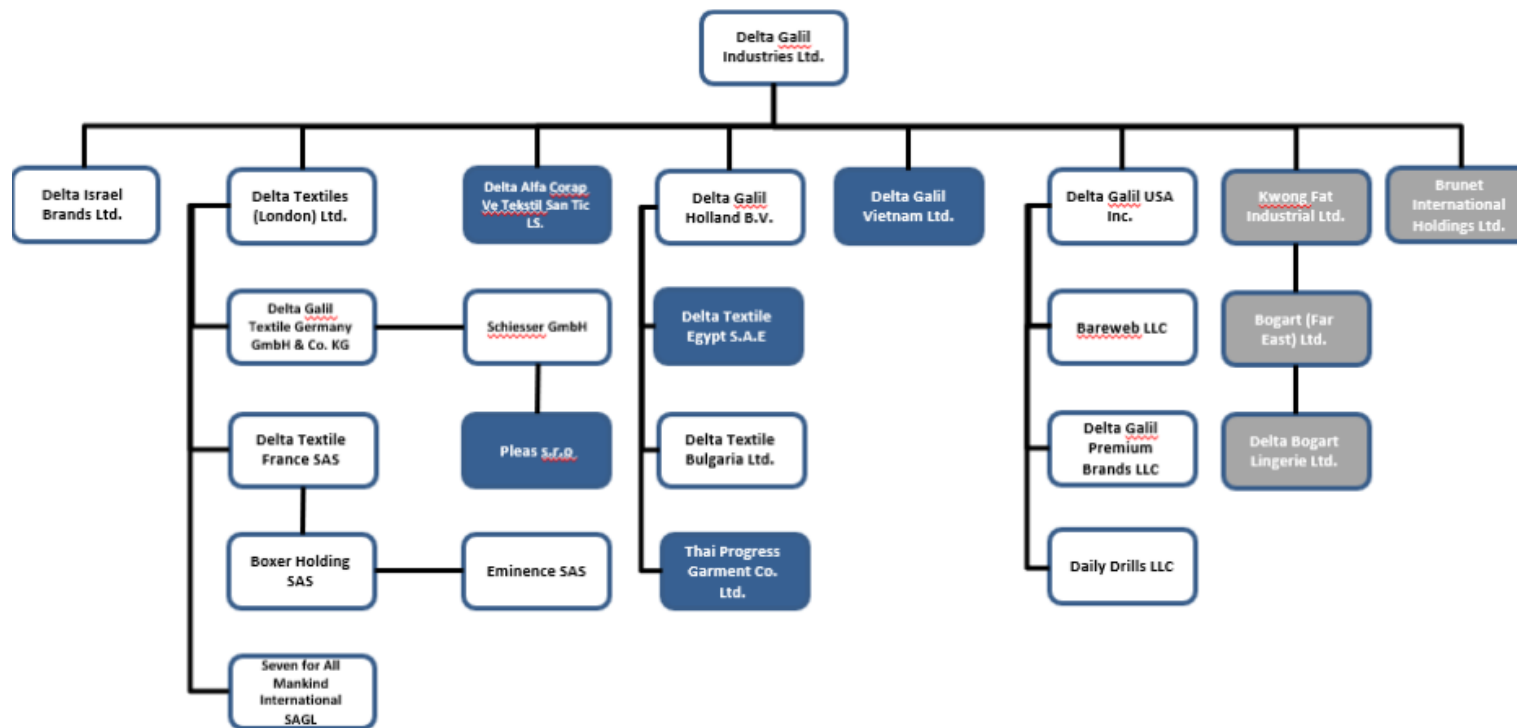 Delta Galil
Industries Ltd.
Delta Israel
Brands Ltd.
Delta Textiles
(London) Ltd.
Delta Alfa Corap
Ve Tekstil San Tic
LS.
Delta Galil
Holland B.V.
Delta Galil
Vietnam Ltd.
Delta Galil USA
Inc.
Kwong Fat
Industrial Ltd.
Brunet
International
Holdings Ltd.
Delta Galil
Textile Germany
GmbH & Co. KG
Schiesser GmbH
Delta Textile
Egypt S.A.E
Bareweb LLC
Bogart (Far
East) Ltd.
Delta Textile
France SAS
Pleas s.r.o
Delta Textile
Bulgaria Ltd.
Delta Galil
Premium
Brands LLC
Delta Bogart
Lingerie Ltd.
Boxer Holding
SAS
Eminence SAS
Thai Progress
Garment Co.
Ltd.
Daily Drills LLC
Seven for All
Mankind
International
SAGL